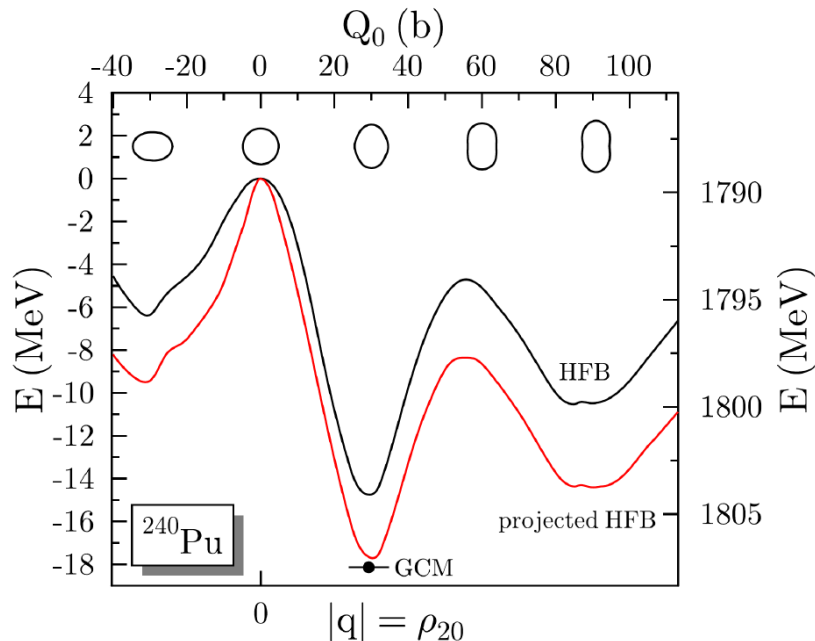 Q₀ (b)
-40 -20 0 20 40 60 80 100
4
2
0
-2
-4
-6
-8
-10
-12
-14
-16
-18
E (MeV)
1790
1795
1800
1805
E (MeV)
HFB
projected HFB
GCM
²⁴⁰Pu
0
|q| = ρ₂₀